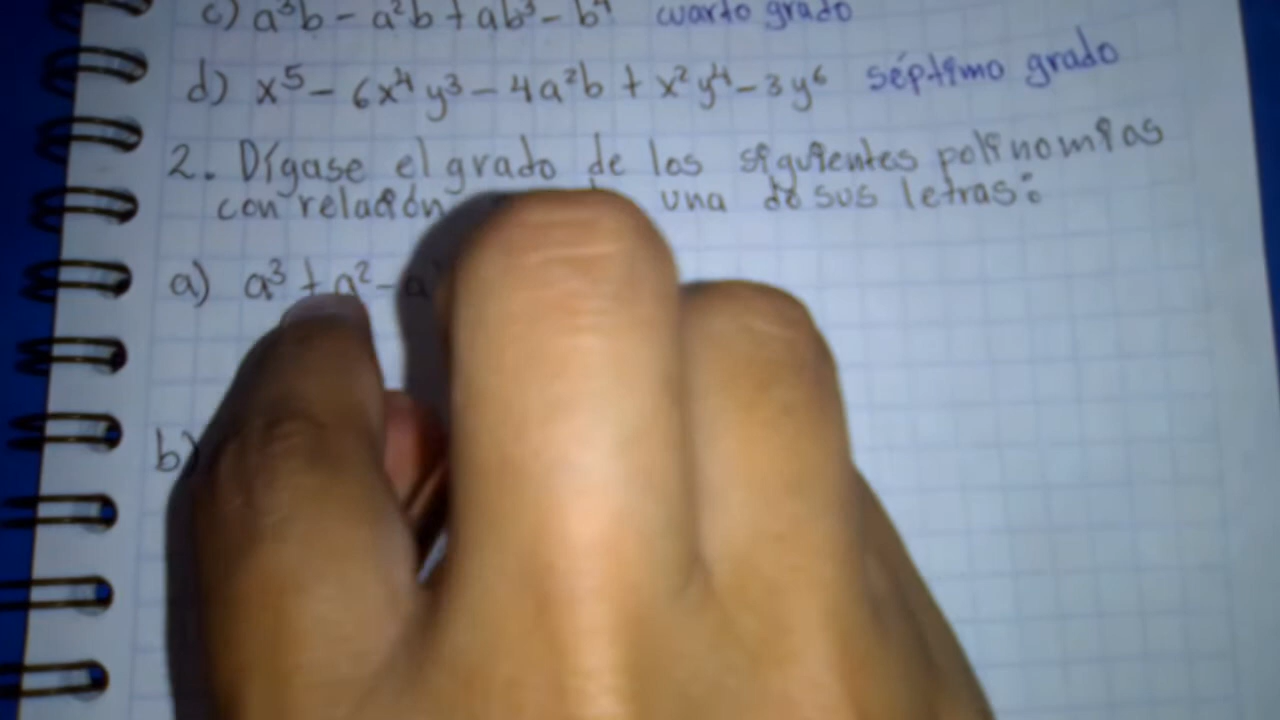 c) a³b - a²b + ab³ - b⁴ cuarto grado
d) x⁵ - 6x⁴y³ - 4a²b + x²y⁴ - 3y⁶ séptimo grado
2. Dígase el grado de los siguientes polinomios
con relación una de sus letras:
a) a³ + a² - a
b)